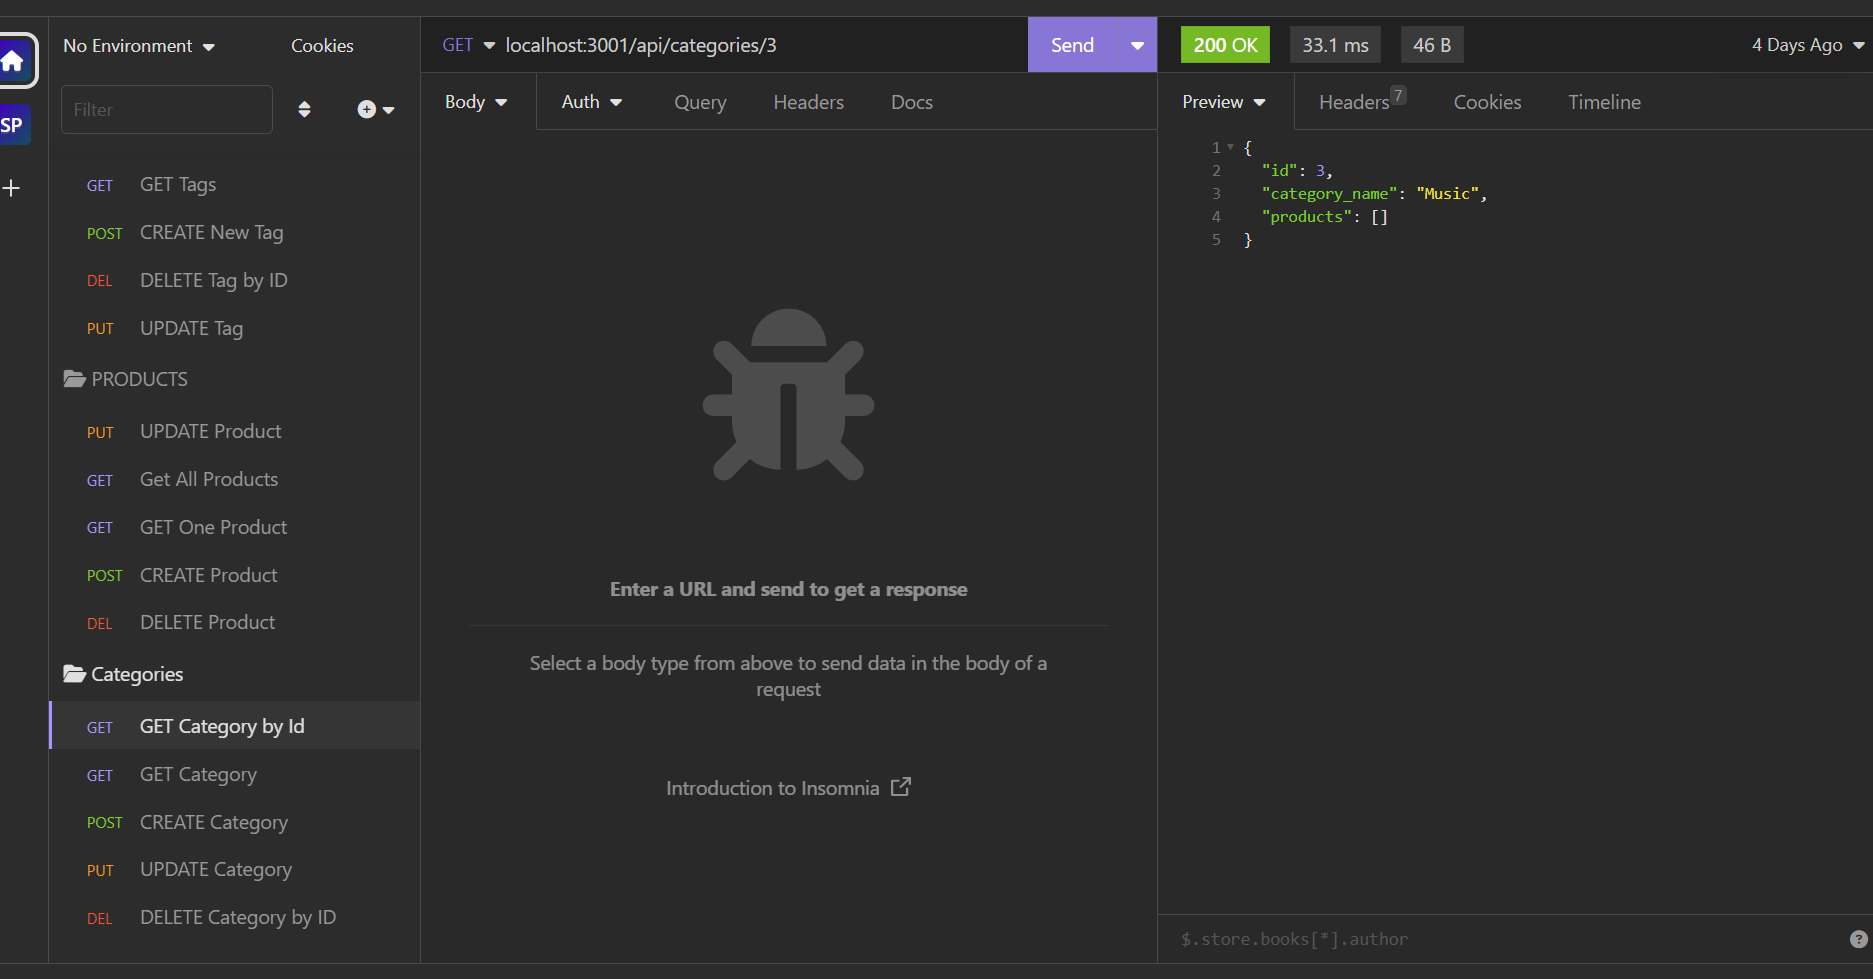 SP
No Environment
Cookies
Filter
GET GET Tags
POST CREATE New Tag
DEL DELETE Tag by ID
PUT UPDATE Tag
PRODUCTS
PUT UPDATE Product
GET Get All Products
GET GET One Product
POST CREATE Product
DEL DELETE Product
Categories
GET GET Category by Id
GET GET Category
POST CREATE Category
PUT UPDATE Category
DEL DELETE Category by ID
GET localhost:3001/api/categories/3
Send
Body Auth Query Headers Docs
Enter a URL and send to get a response
Select a body type from above to send data in the body of a
request
Introduction to Insomnia
200 OK 33.1 ms 46 B 4 Days Ago
Preview Headers 7 Cookies Timeline
1 {
2 "id": 3,
3 "category_name": "Music",
4 "products": []
5 }
$.store.books[*].author
?